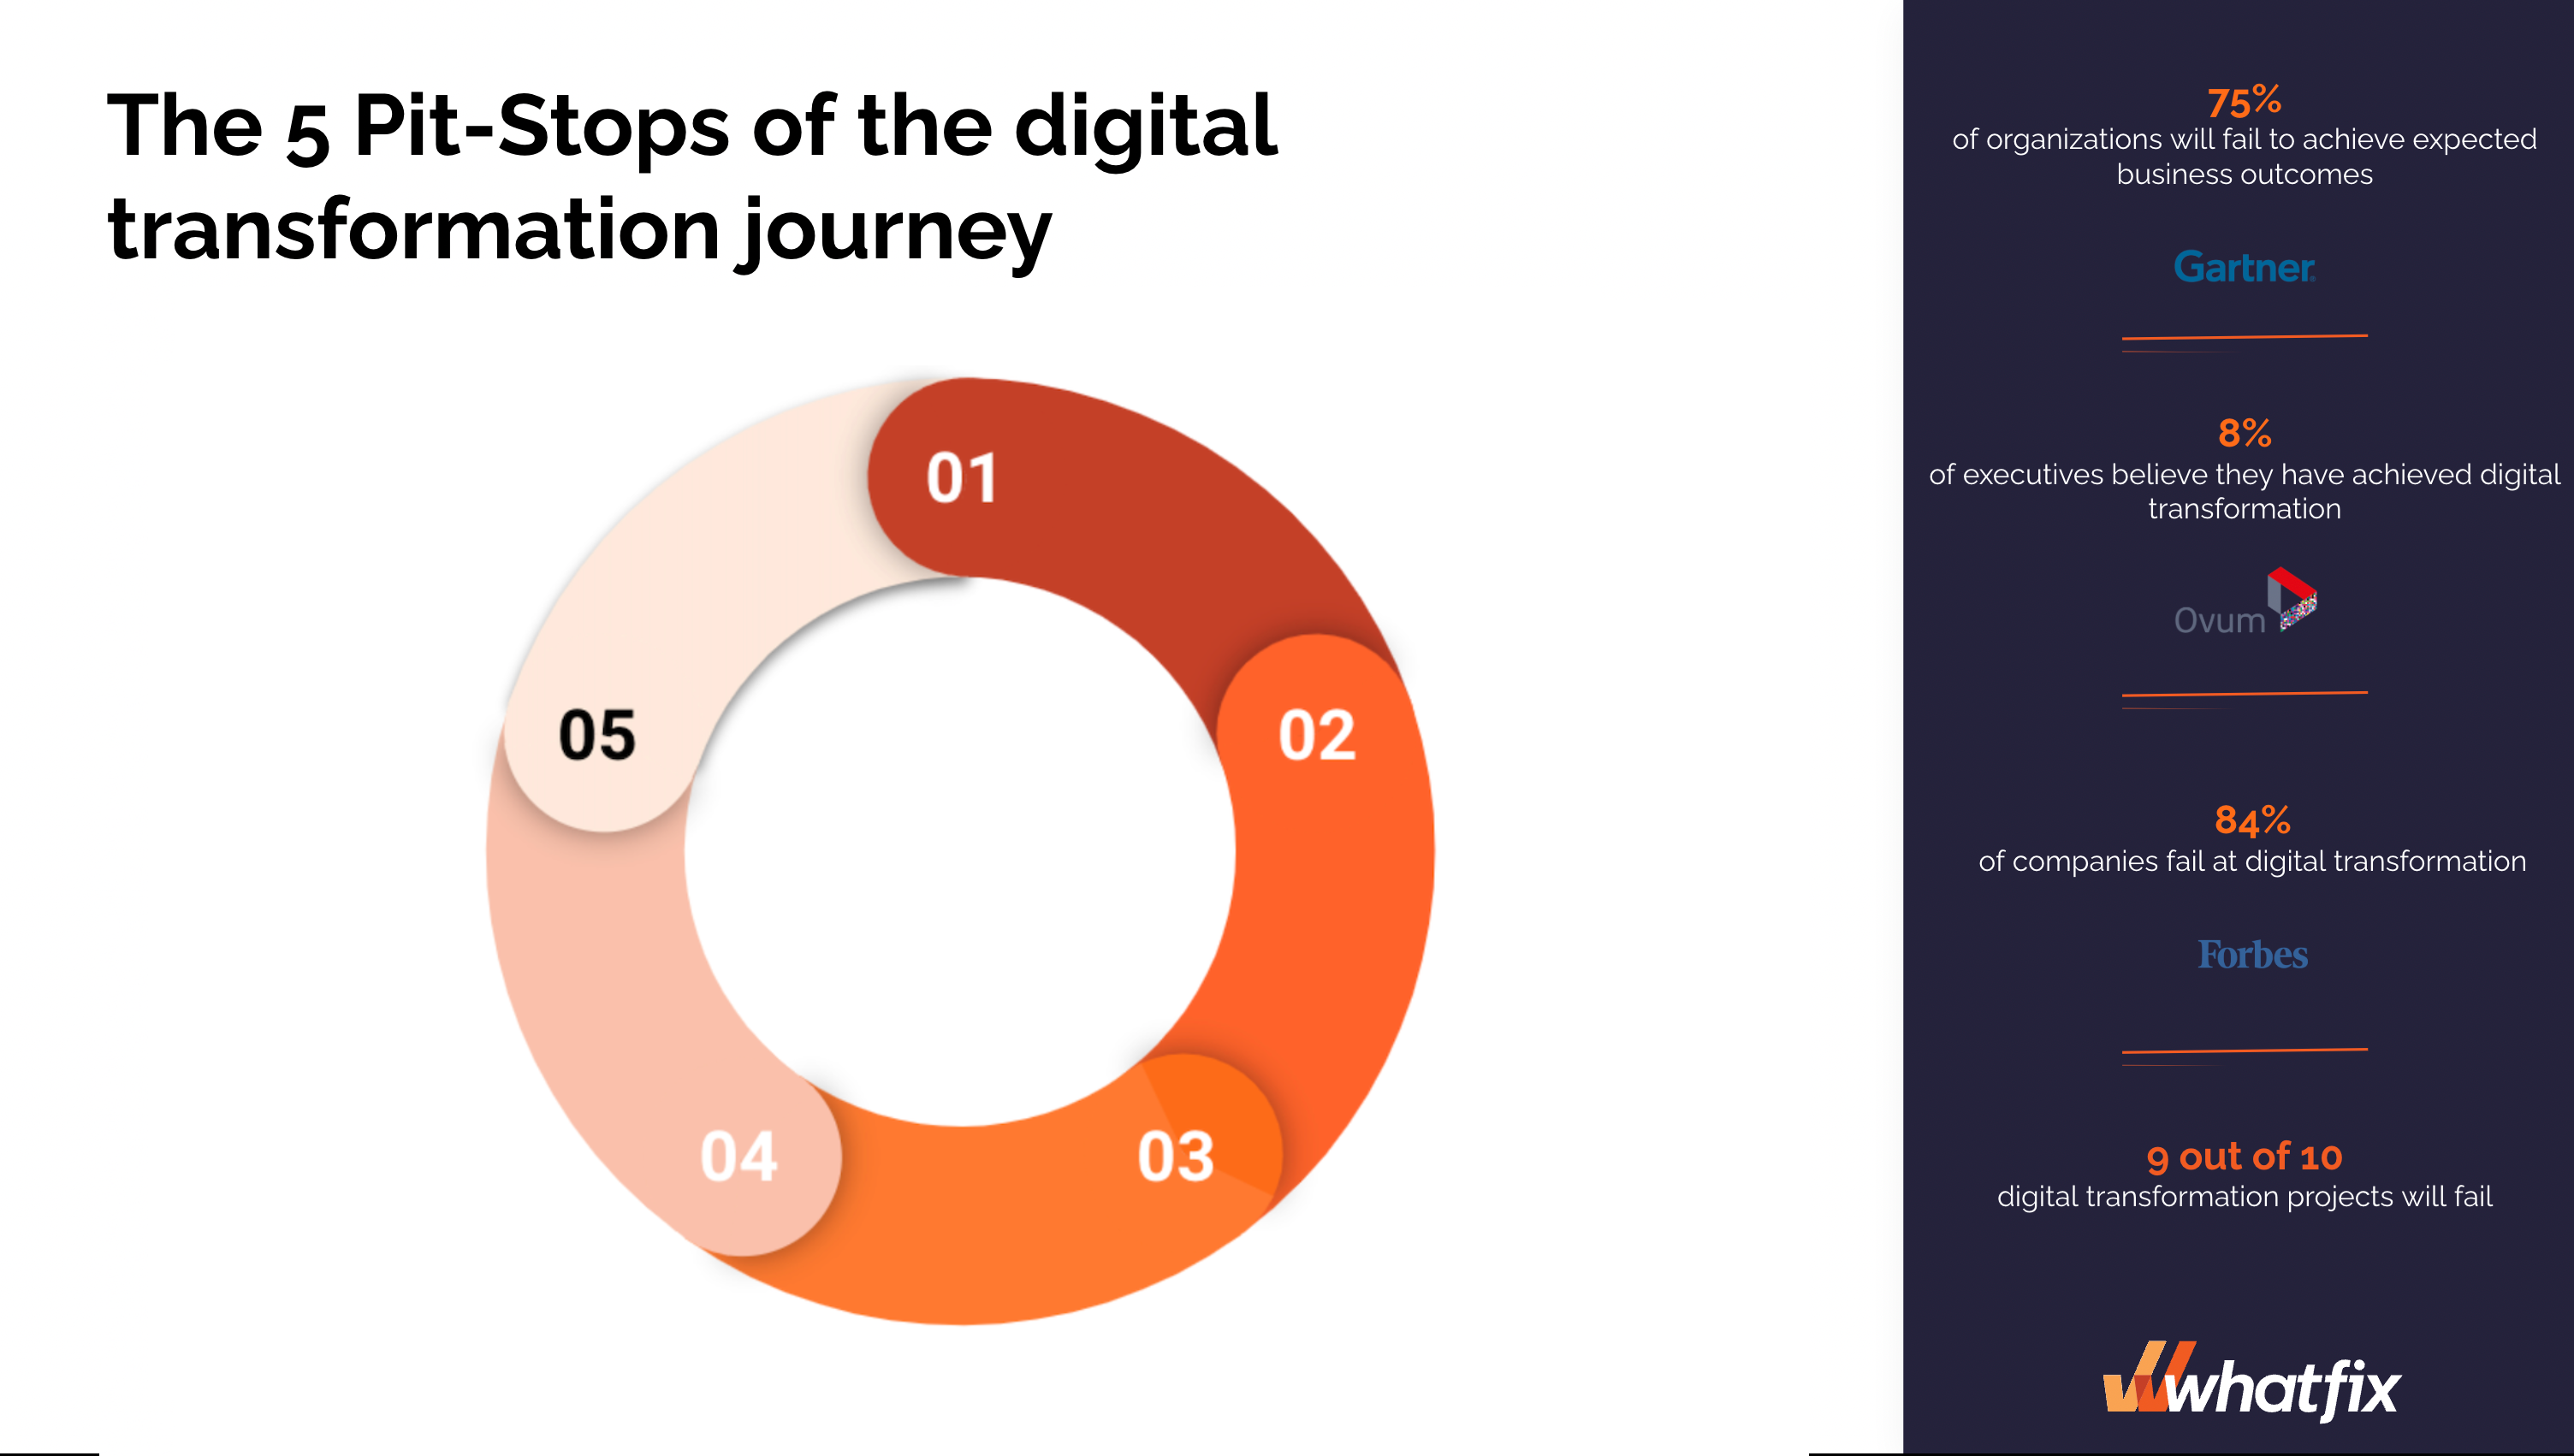 The 5 Pit-Stops of the digital
transformation journey
01
02
03
04
05
75%
of organizations will fail to achieve expected
business outcomes
Gartner
8%
of executives believe they have achieved digital
transformation
Ovum
84%
of companies fail at digital transformation
Forbes
9 out of 10
digital transformation projects will fail
whatfix